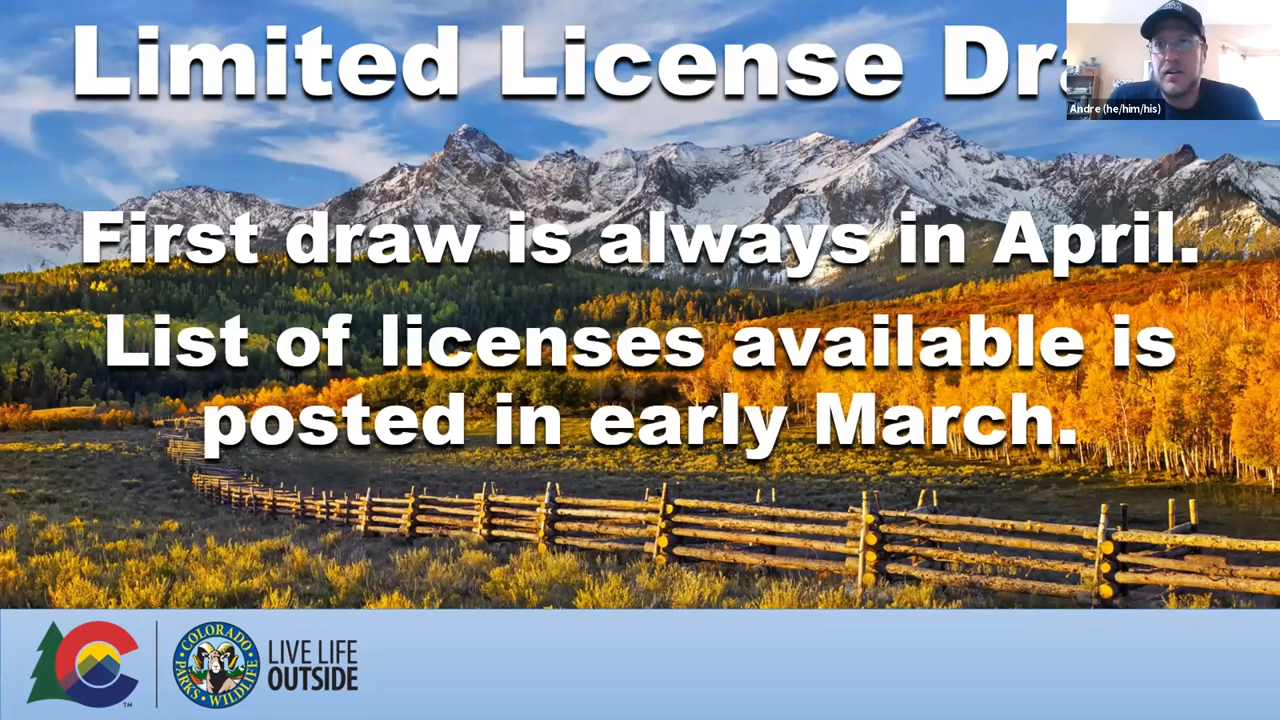 Limited License Dra
Andre (he/him/his)
First draw is always in April.
List of licenses available is
posted in early March.
COLORADO
PARKS • WILDLIFE
LIVE LIFE
OUTSIDE
TM